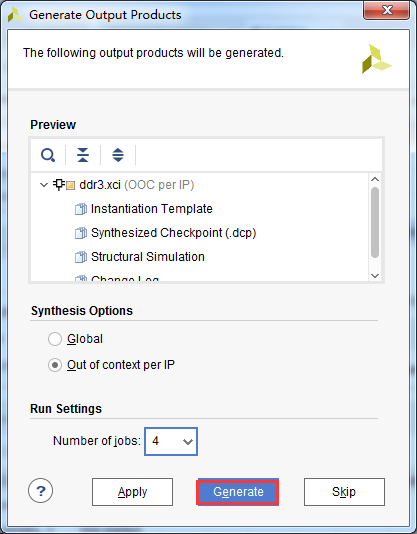 Generate Output Products
The following output products will be generated.
Preview
ddr3.xci (OOC per IP)
Instantiation Template
Synthesized Checkpoint (.dcp)
Structural Simulation
Change Log
Synthesis Options
Global
Out of context per IP
Run Settings
Number of jobs: 4
? Apply Generate Skip